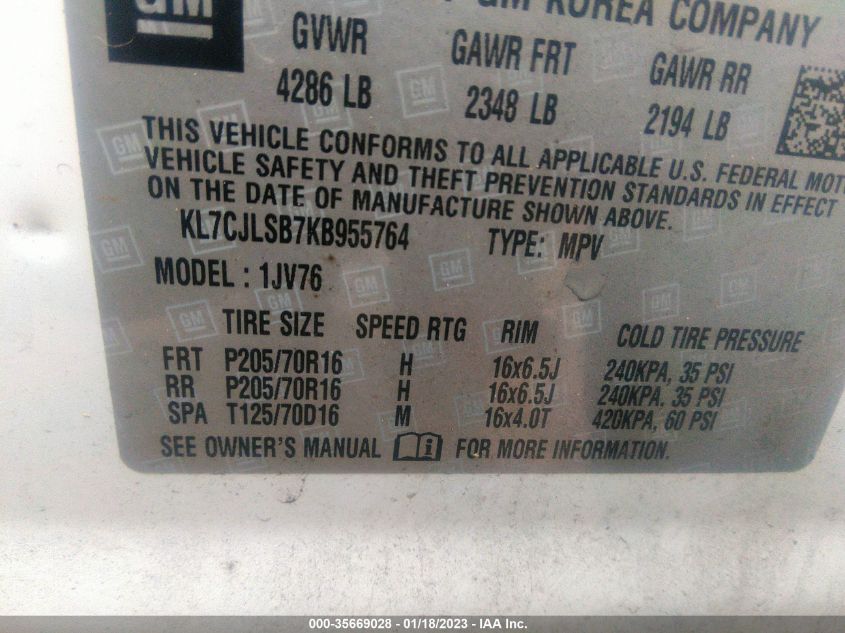 GM
GM KOREA COMPANY
GVWR GAWR FRT GAWR RR
4286 LB 2348 LB 2194 LB
THIS VEHICLE CONFORMS TO ALL APPLICABLE U.S. FEDERAL MOT
VEHICLE SAFETY AND THEFT PREVENTION STANDARDS IN EFFECT
ON THE DATE OF MANUFACTURE SHOWN ABOVE.
KL7CJLSB7KB955764 TYPE: MPV
MODEL : 1JV76
TIRE SIZE SPEED RTG RIM COLD TIRE PRESSURE
FRT P205/70R16 H 16x6.5J 240KPA, 35 PSI
RR P205/70R16 H 16x6.5J 240KPA, 35 PSI
SPA T125/70D16 M 16x4.0T 420KPA, 60 PSI
SEE OWNER'S MANUAL i FOR MORE INFORMATION.
000-35669028 - 01/18/2023 - IAA Inc.